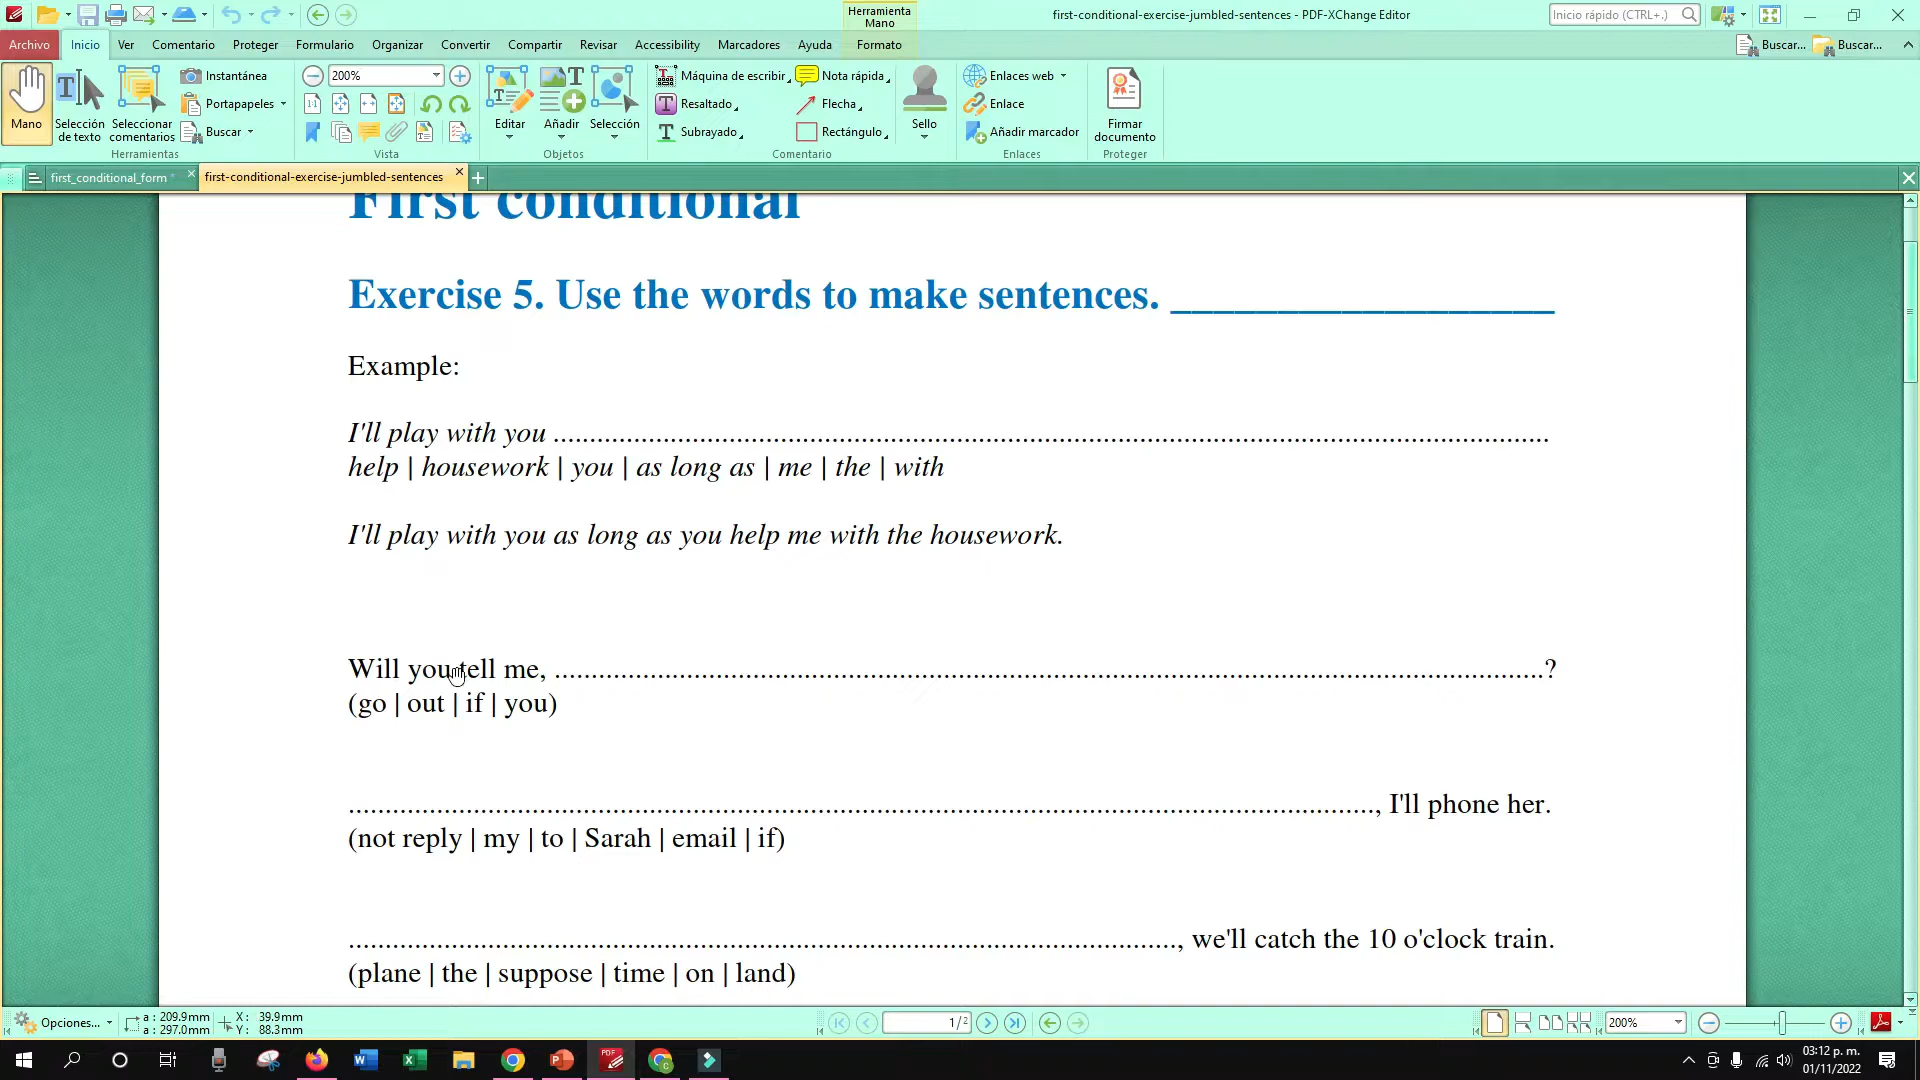 Herramienta
Mano
first-conditional-exercise-jumbled-sentences - PDF-XChange Editor
Inicio rápido (CTRL+.)
Archivo Inicio Ver Comentario Proteger Formulario Organizar Convertir Compartir Revisar Accessibility Marcadores Ayuda Formato Buscar... Buscar...
Mano
Selección
de texto
Seleccionar
comentarios
Instantánea
Portapapeles
Buscar
Herramientas
200%
Vista
Editar
Añadir
Selección
Objetos
Máquina de escribir
Resaltado
Subrayado
Nota rápida
Flecha
Rectángulo
Sello
Comentario
Enlaces web
Enlace
Añadir marcador
Enlaces
Firmar
documento
Proteger
first_conditional_form * first-conditional-exercise-jumbled-sentences
First conditional
Exercise 5. Use the words to make sentences. __________________
Example:
I'll play with you ........................................................................................................................................
help | housework | you | as long as | me | the | with
I'll play with you as long as you help me with the housework.
Will you tell me, .......................................................................................................................................?
(go | out | if | you)
............................................................................................................................................, I'll phone her.
(not reply | my | to | Sarah | email | if)
................................................................................................................., we'll catch the 10 o'clock train.
(plane | the | suppose | time | on | land)
Opciones...
a : 209.9mm
a : 297.0mm
X : 39.9mm
Y : 88.3mm
1/2
200%
03:12 p. m.
01/11/2022